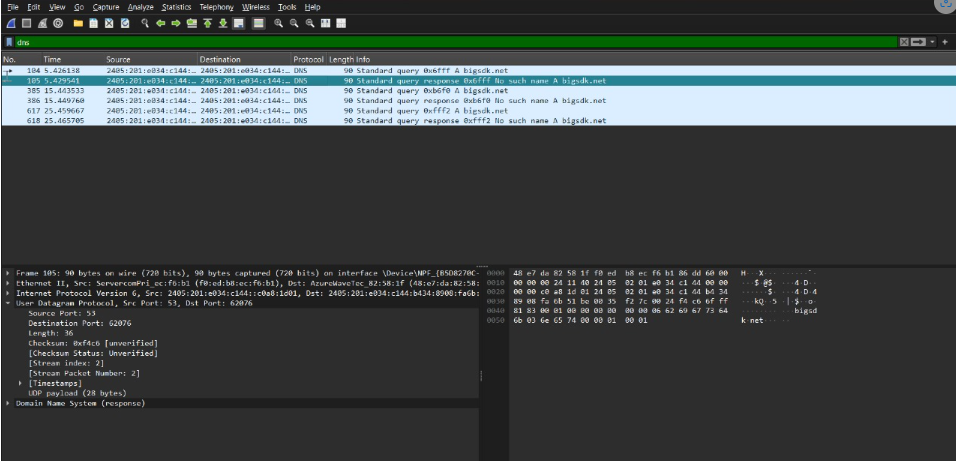 File Edit View Go Capture Analyze Statistics Telephony Wireless Tools Help
dns
No. Time Source Destination Protocol Length Info
104 5.426138 2405:201:e034:c144:… 2405:201:e034:c144:… DNS 90 Standard query 0x6fff A bigsdk.net
105 5.429541 2405:201:e034:c144:… 2405:201:e034:c144:… DNS 90 Standard query response 0x6fff No such name A bigsdk.net
385 15.443533 2405:201:e034:c144:… 2405:201:e034:c144:… DNS 90 Standard query 0xb6f0 A bigsdk.net
386 15.449760 2405:201:e034:c144:… 2405:201:e034:c144:… DNS 90 Standard query response 0xb6f0 No such name A bigsdk.net
617 25.459667 2405:201:e034:c144:… 2405:201:e034:c144:… DNS 90 Standard query 0xfff2 A bigsdk.net
618 25.465705 2405:201:e034:c144:… 2405:201:e034:c144:… DNS 90 Standard query response 0xfff2 No such name A bigsdk.net
Frame 105: 90 bytes on wire (720 bits), 90 bytes captured (720 bits) on interface \Device\NPF_{B5D8270C-
Ethernet II, Src: ServercomPri_ec:f6:b1 (f0:ed:b8:ec:f6:b1), Dst: AzureWaveTec_82:58:1f (48:e7:da:82:58:
Internet Protocol Version 6, Src: 2405:201:e034:c144::c0a8:1d01, Dst: 2405:201:e034:c144:b434:8908:fa6b:
User Datagram Protocol, Src Port: 53, Dst Port: 62076
Source Port: 53
Destination Port: 62076
Length: 36
Checksum: 0xf4c6 [unverified]
[Checksum Status: Unverified]
[Stream index: 2]
[Stream Packet Number: 2]
[Timestamps]
UDP payload (28 bytes)
Domain Name System (response)
0000 48 e7 da 82 58 1f f0 ed b8 ec f6 b1 86 dd 60 00 H···X·········`·
0010 00 00 00 24 11 40 24 05 02 01 e0 34 c1 44 00 00 ···$·@$····4·D··
0020 00 00 c0 a8 1d 01 24 05 02 01 e0 34 c1 44 b4 34 ······$····4·D·4
0030 89 08 fa 6b 51 be 00 35 f2 7c 00 24 f4 c6 6f ff ···kQ··5·|·$··o·
0040 81 83 00 01 00 00 00 00 00 00 06 62 69 67 73 64 ···········bigsd
0050 6b 03 6e 65 74 00 00 01 00 01 k·net·····